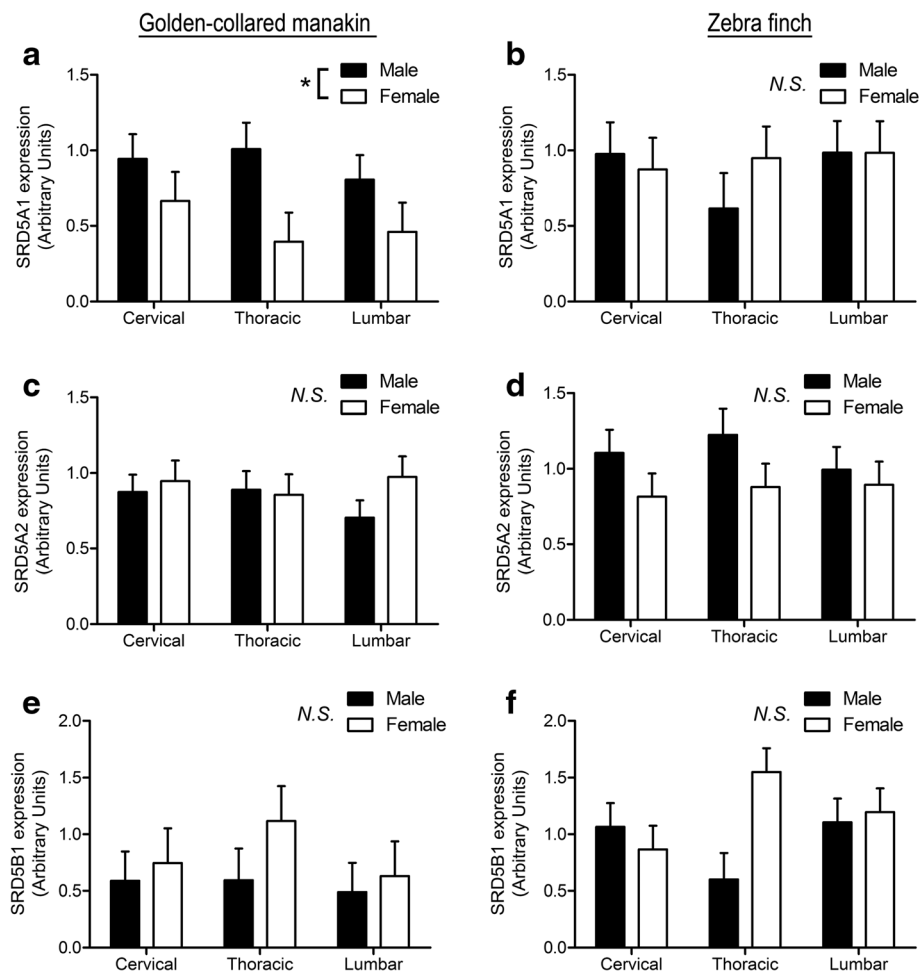 Golden-collared manakin
Zebra finch
a
SRD5A1 expression
(Arbitrary Units)
1.5
1.0
0.5
0.0
*
Male
Female
Cervical Thoracic Lumbar
b
SRD5A1 expression
(Arbitrary Units)
1.5
1.0
0.5
0.0
N.S.
Male
Female
Cervical Thoracic Lumbar
c
SRD5A2 expression
(Arbitrary Units)
1.5
1.0
0.5
0.0
N.S.
Male
Female
Cervical Thoracic Lumbar
d
SRD5A2 expression
(Arbitrary Units)
1.5
1.0
0.5
0.0
N.S.
Male
Female
Cervical Thoracic Lumbar
e
SRD5B1 expression
(Arbitrary Units)
2.0
1.5
1.0
0.5
0.0
N.S.
Male
Female
Cervical Thoracic Lumbar
f
SRD5B1 expression
(Arbitrary Units)
2.0
1.5
1.0
0.5
0.0
N.S.
Male
Female
Cervical Thoracic Lumbar